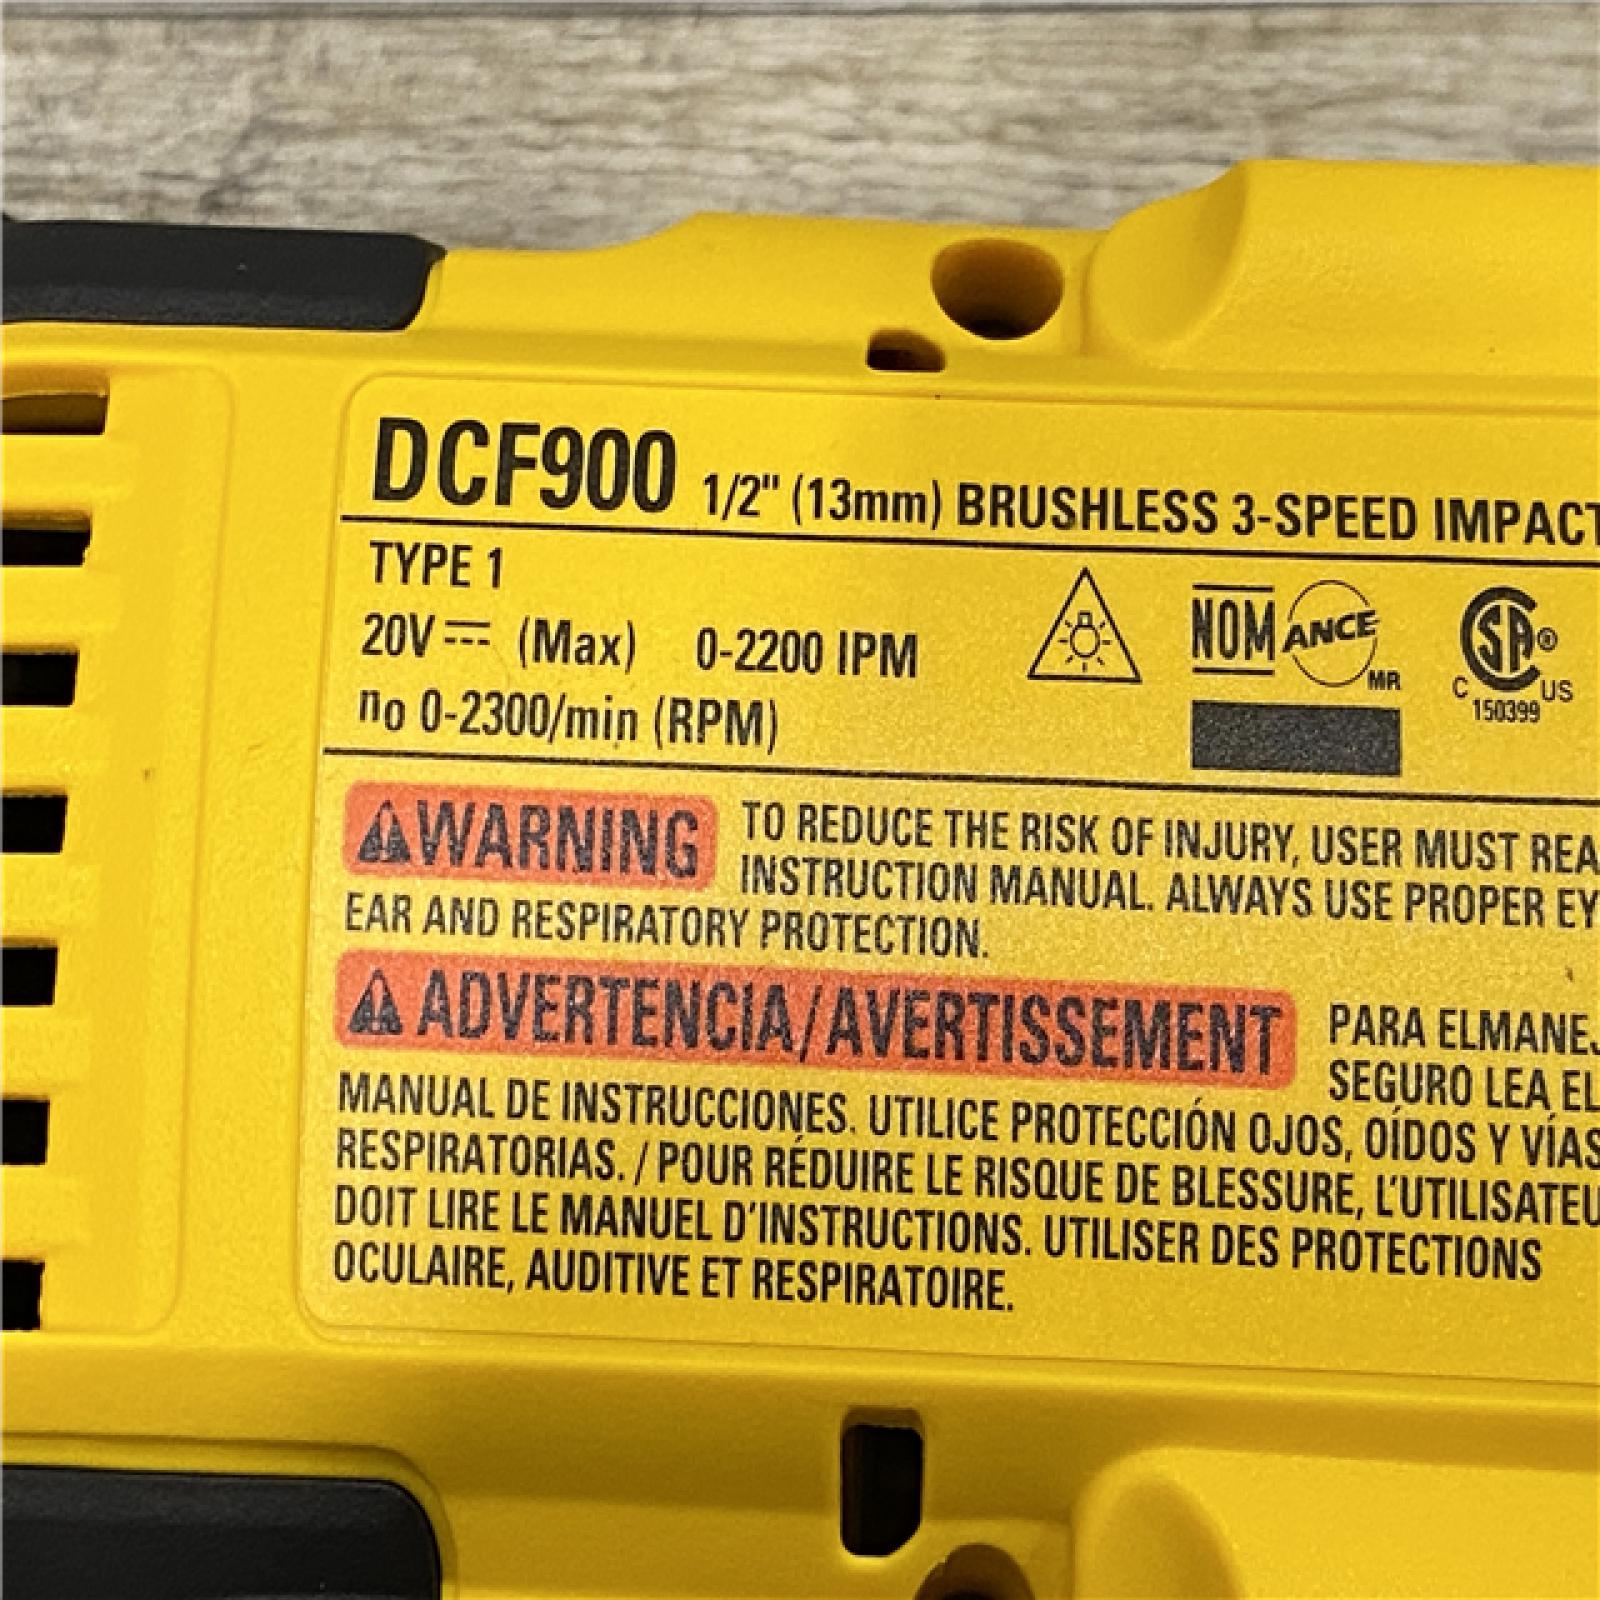 DCF900 1/2" (13mm) BRUSHLESS 3-SPEED IMPACT
TYPE 1
20V⎓ (Max) 0-2200 IPM
no 0-2300/min (RPM)
NOM ANCE MR
CSA® C US
150399
WARNING TO REDUCE THE RISK OF INJURY, USER MUST REA
INSTRUCTION MANUAL. ALWAYS USE PROPER EY
EAR AND RESPIRATORY PROTECTION.
ADVERTENCIA/AVERTISSEMENT PARA ELMANEJ
SEGURO LEA EL
MANUAL DE INSTRUCCIONES. UTILICE PROTECCIÓN OJOS, OÍDOS Y VÍAS
RESPIRATORIAS. / POUR RÉDUIRE LE RISQUE DE BLESSURE, L'UTILISATEU
DOIT LIRE LE MANUEL D'INSTRUCTIONS. UTILISER DES PROTECTIONS
OCULAIRE, AUDITIVE ET RESPIRATOIRE.